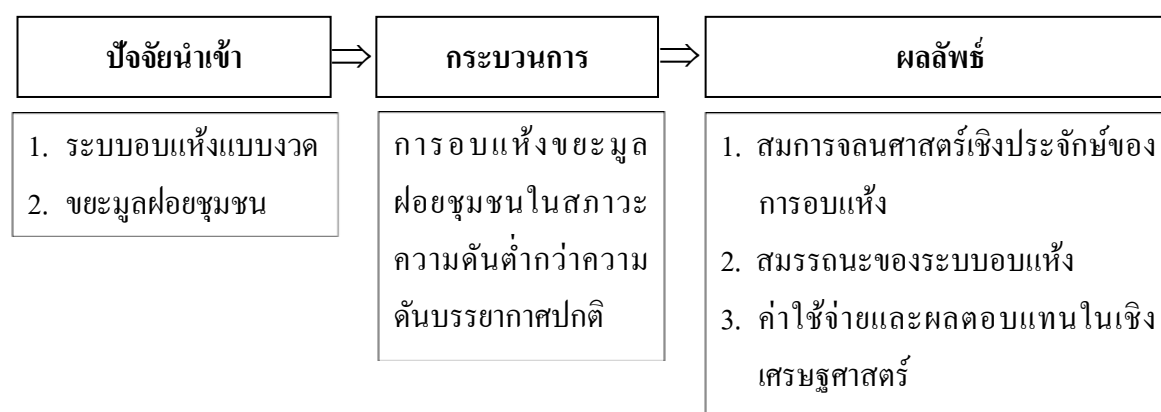 ปัจจัยนำเข้า
⇒
กระบวนการ
⇒
ผลลัพธ์
1. ระบบอบแห้งแบบงวด
2. ขยะมูลฝอยชุมชน
การอบแห้งขยะมูล
ฝอยชุมชนในสภาวะ
ความดันต่ำกว่าความ
ดันบรรยากาศปกติ
1. สมการจลนศาสตร์เชิงประจักษ์ของ
การอบแห้ง
2. สมรรถนะของระบบอบแห้ง
3. ค่าใช้จ่ายและผลตอบแทนในเชิง
เศรษฐศาสตร์